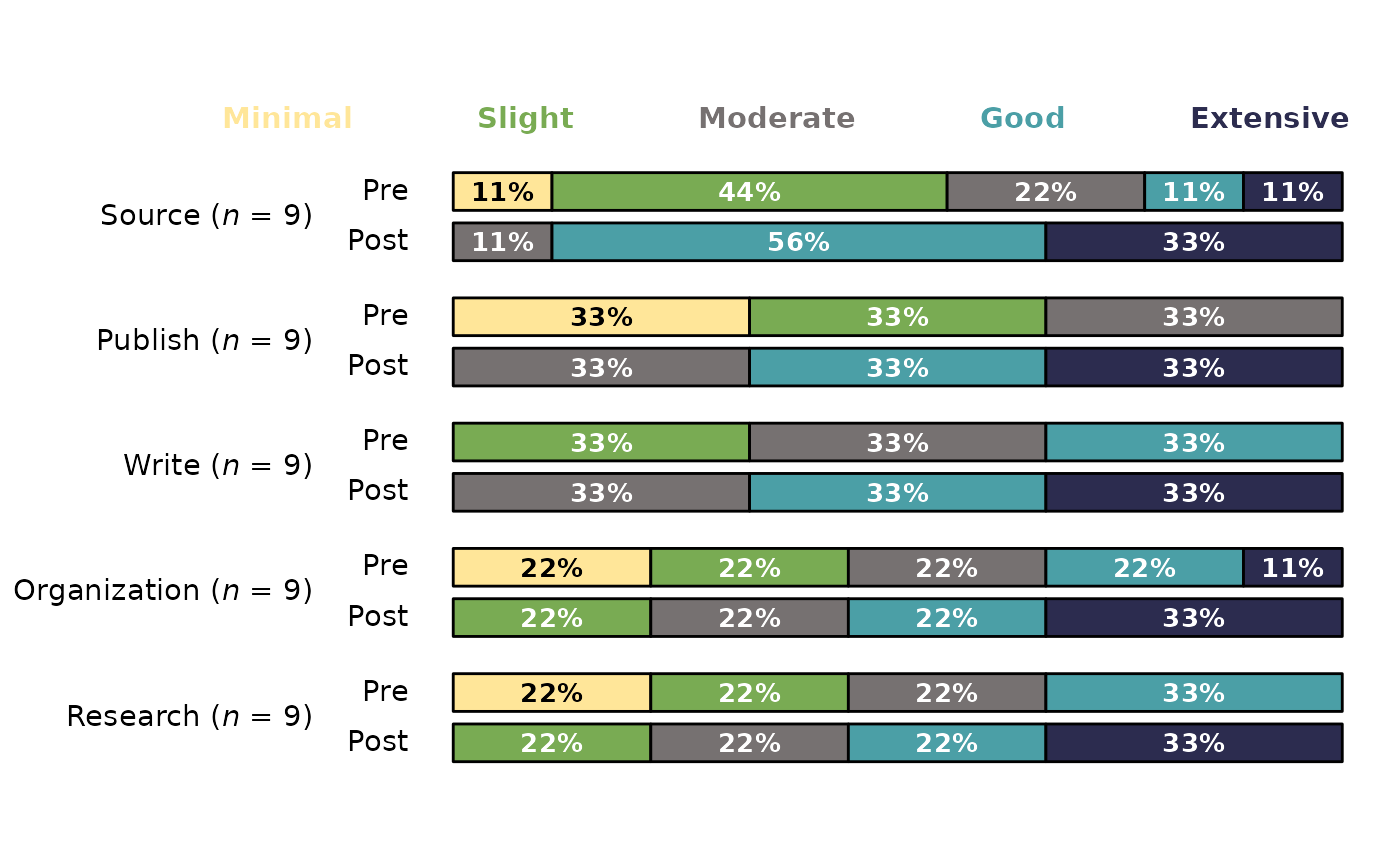 Minimal Slight Moderate Good Extensive
Pre 11% 44% 22% 11% 11%
Source (n = 9)
Post 11% 56% 33%
Pre 33% 33% 33%
Publish (n = 9)
Post 33% 33% 33%
Pre 33% 33% 33%
Write (n = 9)
Post 33% 33% 33%
Pre 22% 22% 22% 22% 11%
Organization (n = 9)
Post 22% 22% 22% 33%
Pre 22% 22% 22% 33%
Research (n = 9)
Post 22% 22% 22% 33%